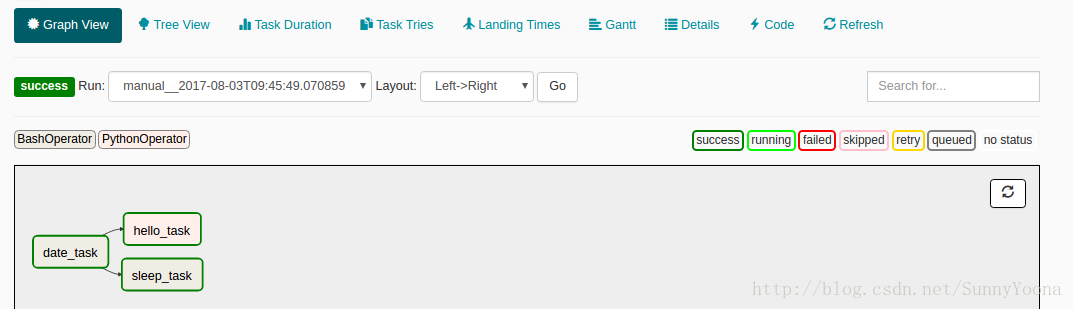 Graph View Tree View Task Duration Task Tries Landing Times Gantt Details Code Refresh
success Run: manual__2017-08-03T09:45:49.070859 Layout: Left->Right Go Search for...
BashOperator PythonOperator success running failed skipped retry queued no status
hello_task
date_task
sleep_task
http://blog.csdn.net/SunnyYoona